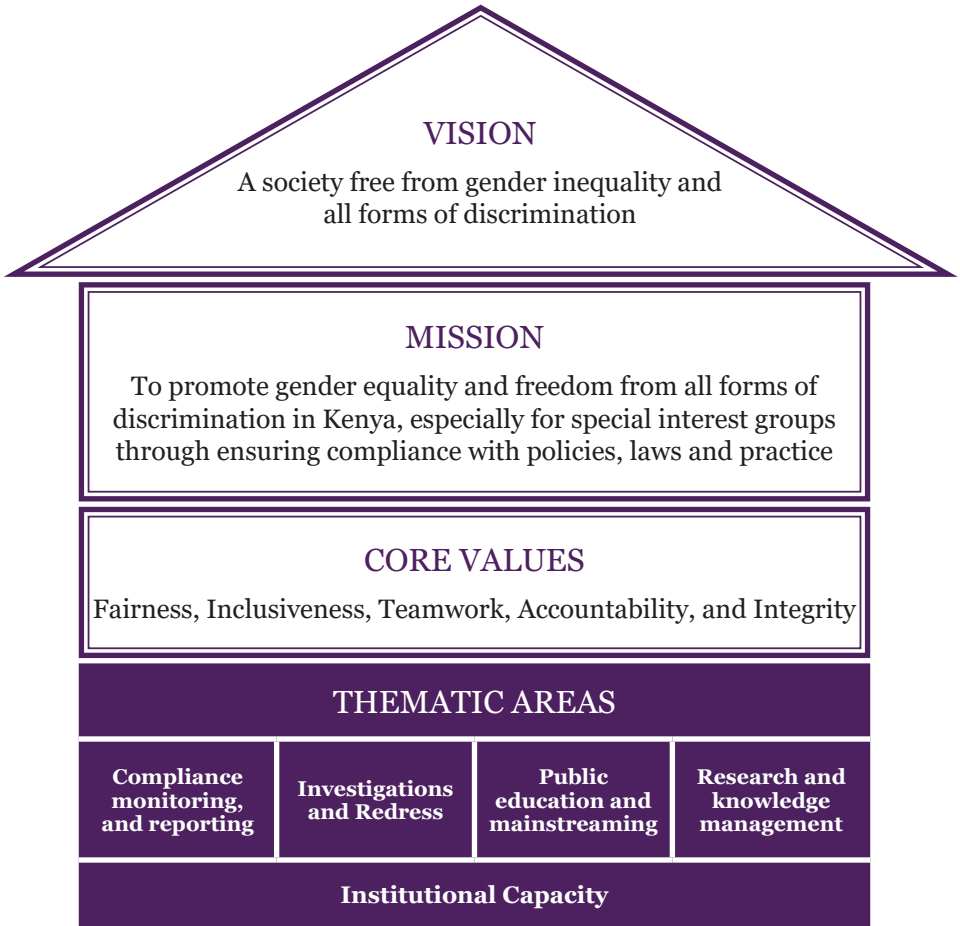 VISION
A society free from gender inequality and
all forms of discrimination
MISSION
To promote gender equality and freedom from all forms of
discrimination in Kenya, especially for special interest groups
through ensuring compliance with policies, laws and practice
CORE VALUES
Fairness, Inclusiveness, Teamwork, Accountability, and Integrity
THEMATIC AREAS
Compliance
monitoring,
and reporting
Investigations
and Redress
Public
education and
mainstreaming
Research and
knowledge
management
Institutional Capacity